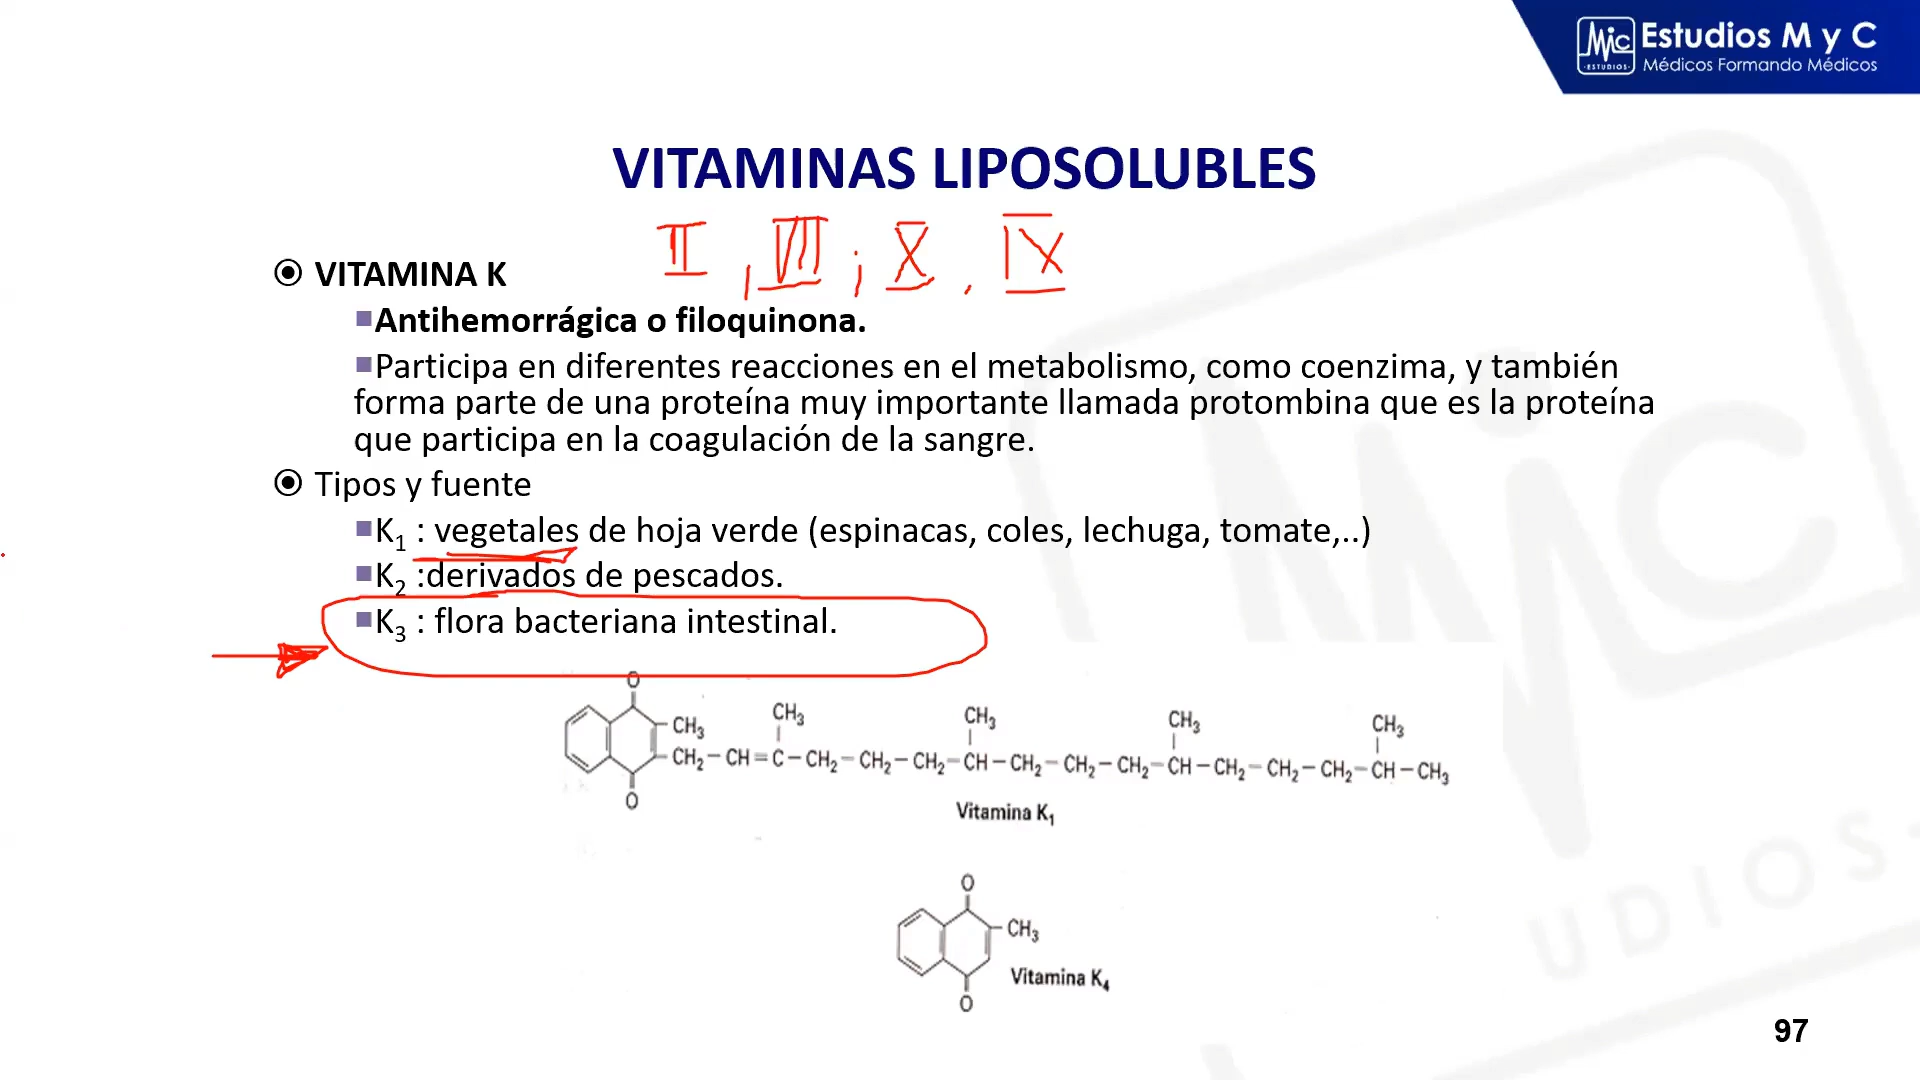 Mic
·ESTUDIOS·
Estudios M y C
Médicos Formando Médicos
VITAMINAS LIPOSOLUBLES
II , VII ; X , IX
VITAMINA K
Antihemorrágica o filoquinona.
Participa en diferentes reacciones en el metabolismo, como coenzima, y también
forma parte de una proteína muy importante llamada protombina que es la proteína
que participa en la coagulación de la sangre.
Tipos y fuente
K₁ : vegetales de hoja verde (espinacas, coles, lechuga, tomate,..)
K₂ :derivados de pescados.
K₃ : flora bacteriana intestinal.
O
CH₃ CH₃ CH₃ CH₃ CH₃
CH₂–CH=C–CH₂–CH₂–CH₂–CH–CH₂–CH₂–CH₂–CH–CH₂–CH₂–CH₂–CH–CH₃
O
Vitamina K₁
O
CH₃
Vitamina K₄
O
MiC
UDIOS·
97